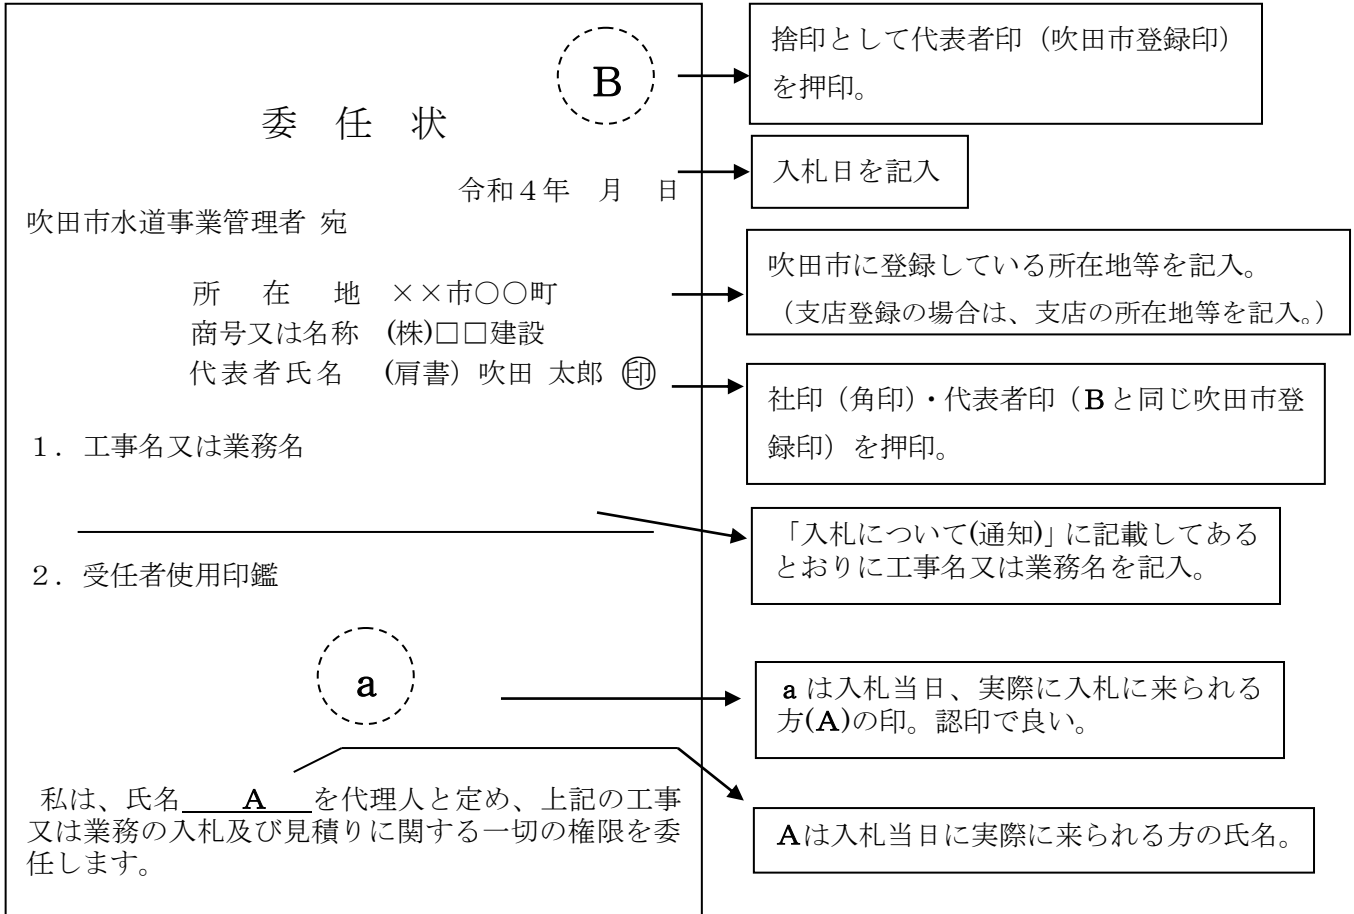 B
委 任 状
令和４年 月 日
吹田市水道事業管理者 宛
所 在 地 ××市○○町
商号又は名称 (株)□□建設
代表者氏名 (肩書）吹田 太郎 ㊞
１．工事名又は業務名
２．受任者使用印鑑
a
私は、氏名 A を代理人と定め、上記の工事
又は業務の入札及び見積りに関する一切の権限を委
任します。
捨印として代表者印（吹田市登録印）
を押印。
入札日を記入
吹田市に登録している所在地等を記入。
（支店登録の場合は、支店の所在地等を記入。）
社印（角印）・代表者印（Bと同じ吹田市登
録印）を押印。
「入札について(通知)」に記載してある
とおりに工事名又は業務名を記入。
aは入札当日、実際に入札に来られる
方(A)の印。認印で良い。
Aは入札当日に実際に来られる方の氏名。